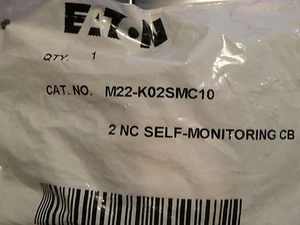 EATON
QTY. 1
CAT. NO. M22-K02SMC10
2 NC SELF-MONITORING CB